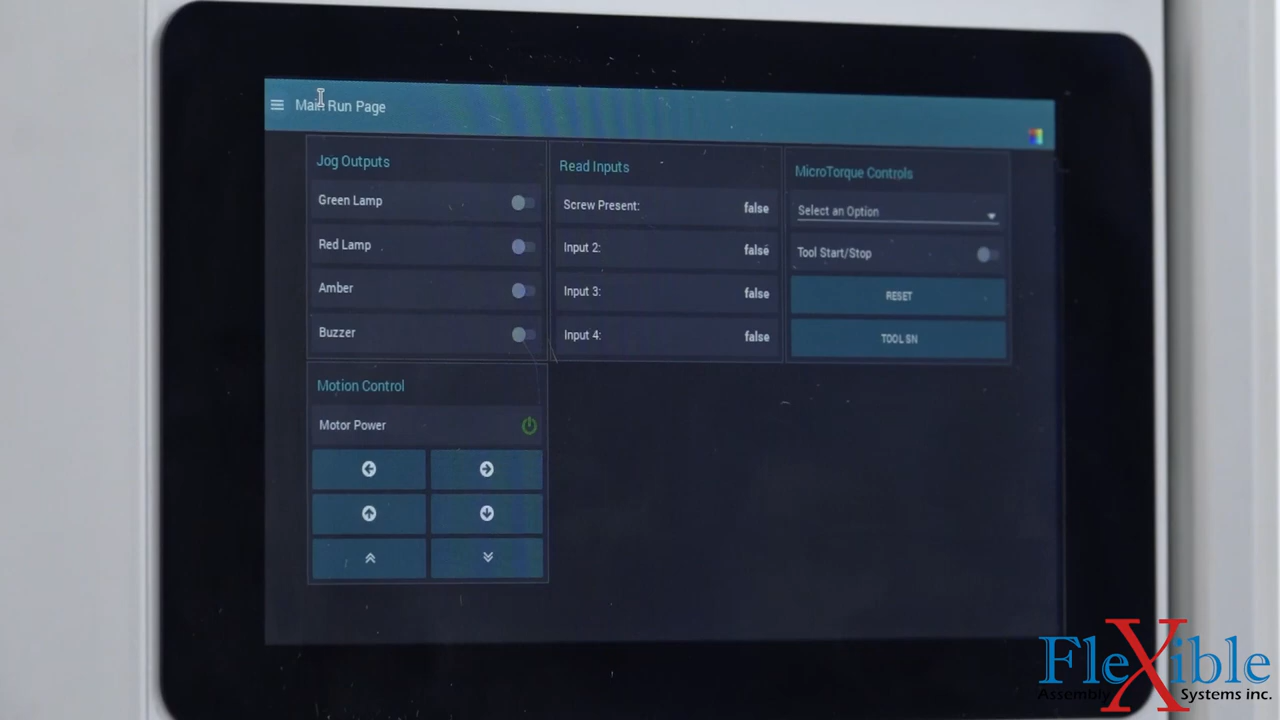 Main Run Page
Jog Outputs
Green Lamp
Red Lamp
Amber
Buzzer
Read Inputs
Screw Present: false
Input 2: false
Input 3: false
Input 4: false
MicroTorque Controls
Select an Option
Tool Start/Stop
RESET
TOOL SN
Motion Control
Motor Power
FleXible
Assembly Systems inc.